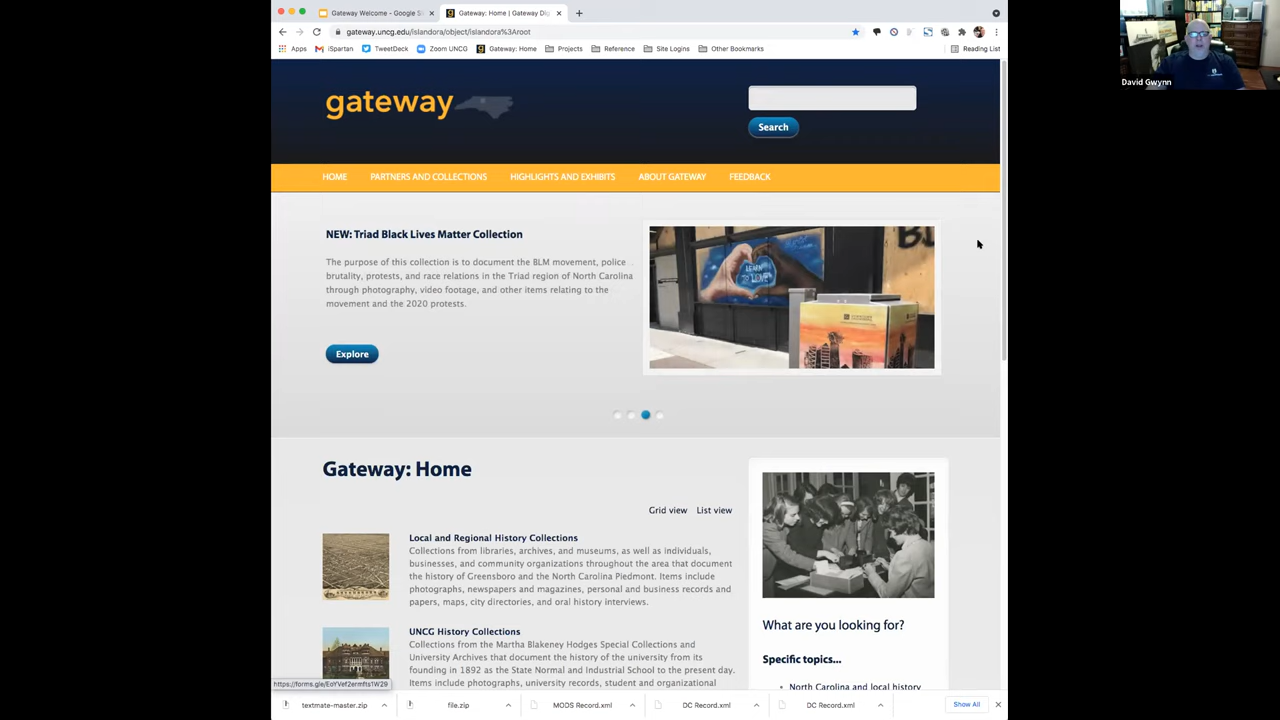 Gateway Welcome - Google Sl
Gateway: Home | Gateway Dig
gateway.uncg.edu/islandora/object/islandora%3Aroot
Apps
iSpartan
TweetDeck
Zoom UNCG
Gateway: Home
Projects
Reference
Site Logins
Other Bookmarks
Reading List
David Gwynn
gateway
Search
HOME
PARTNERS AND COLLECTIONS
HIGHLIGHTS AND EXHIBITS
ABOUT GATEWAY
FEEDBACK
NEW: Triad Black Lives Matter Collection
The purpose of this collection is to document the BLM movement, police
brutality, protests, and race relations in the Triad region of North Carolina
through photography, video footage, and other items relating to the
movement and the 2020 protests.
LEARN
TO LOVE
Explore
Gateway: Home
Grid view
List view
Local and Regional History Collections
Collections from libraries, archives, and museums, as well as individuals,
businesses, and community organizations throughout the area that document
the history of Greensboro and the North Carolina Piedmont. Items include
photographs, newspapers and magazines, personal and business records and
papers, maps, city directories, and oral history interviews.
UNCG History Collections
Collections from the Martha Blakeney Hodges Special Collections and
University Archives that document the history of the university from its
founding in 1892 as the State Normal and Industrial School to the present day.
Items include photographs, university records, student and organizational
What are you looking for?
Specific topics...
North Carolina and local history
textmate-master.zip
file.zip
MODS Record.xml
DC Record.xml
DC Record.xml
Show All